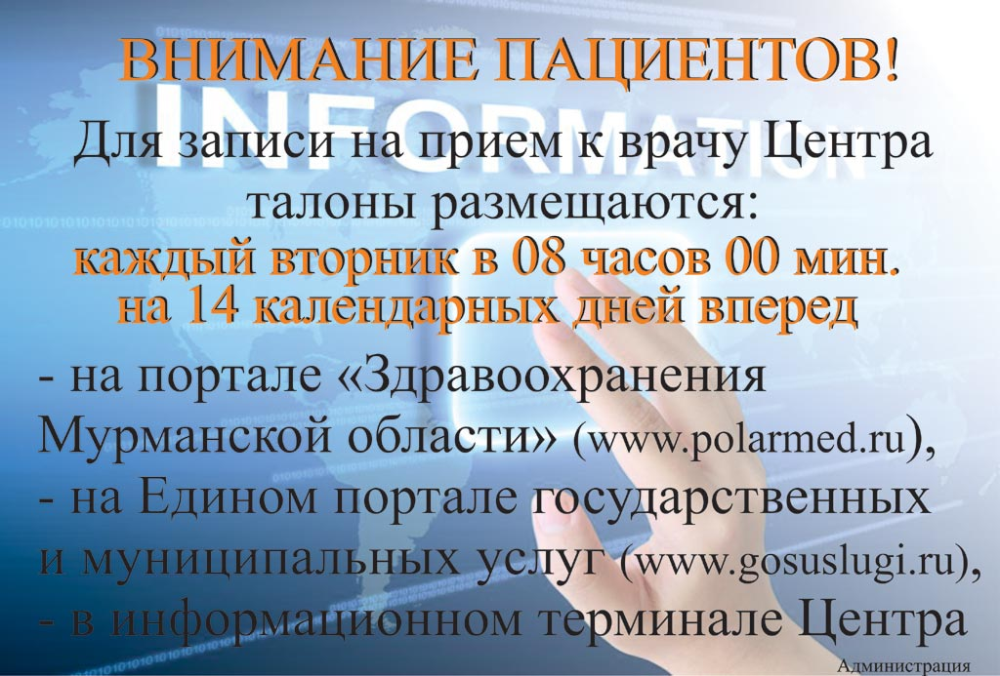 ВНИМАНИЕ ПАЦИЕНТОВ!
INFORMATION
Для записи на прием к врачу Центра
талоны размещаются:
каждый вторник в 08 часов 00 мин.
на 14 календарных дней вперед
- на портале «Здравоохранения
Мурманской области» (www.polarmed.ru),
- на Едином портале государственных
и муниципальных услуг (www.gosuslugi.ru),
- в информационном терминале Центра
Администрация